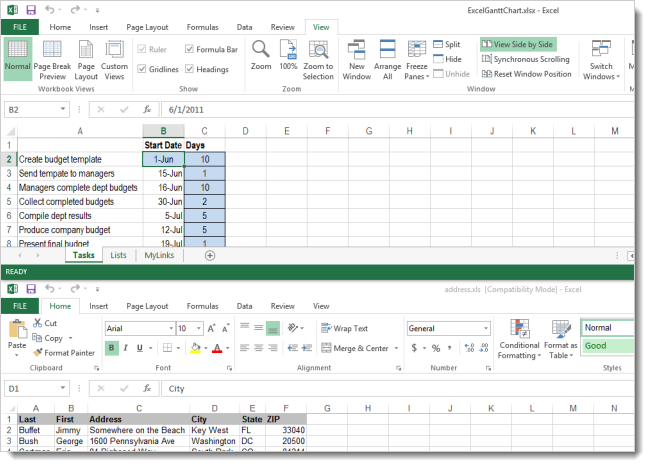 ExcelGanttChart.xlsx - Excel
FILE Home Insert Page Layout Formulas Data Review View
Normal Page Break Preview Page Layout Custom Views
Workbook Views
Ruler Formula Bar
Gridlines Headings
Show
Zoom 100% Zoom to Selection
Zoom
New Window Arrange All Freeze Panes
Split
Hide
Unhide
View Side by Side
Synchronous Scrolling
Reset Window Position
Window
Switch Windows
B2 fx 6/1/2011
A B C D E F G H I J K L M
1 Start Date Days
2 Create budget template 1-Jun 10
3 Send tempate to managers 15-Jun 1
4 Managers complete dept budgets 16-Jun 10
5 Collect completed budgets 30-Jun 2
6 Compile dept results 5-Jul 5
7 Produce company budget 12-Jul 5
8 Present final budget 19-Jul 1
Tasks Lists MyLinks
READY
address.xls [Compatibility Mode] - Excel
FILE Home Insert Page Layout Formulas Data Review View
Paste
Cut
Copy
Format Painter
Clipboard
Arial 10
B I U
Font
Wrap Text
Merge & Center
Alignment
General
$ % ,
Number
Conditional Formatting Format as Table
Normal
Good
Styles
D1 fx City
A B C D E F G H I J K L M N
1 Last First Address City State ZIP
2 Buffet Jimmy Somewhere on the Beach Key West FL 33040
3 Bush George 1600 Pennsylvania Ave Washington DC 20500